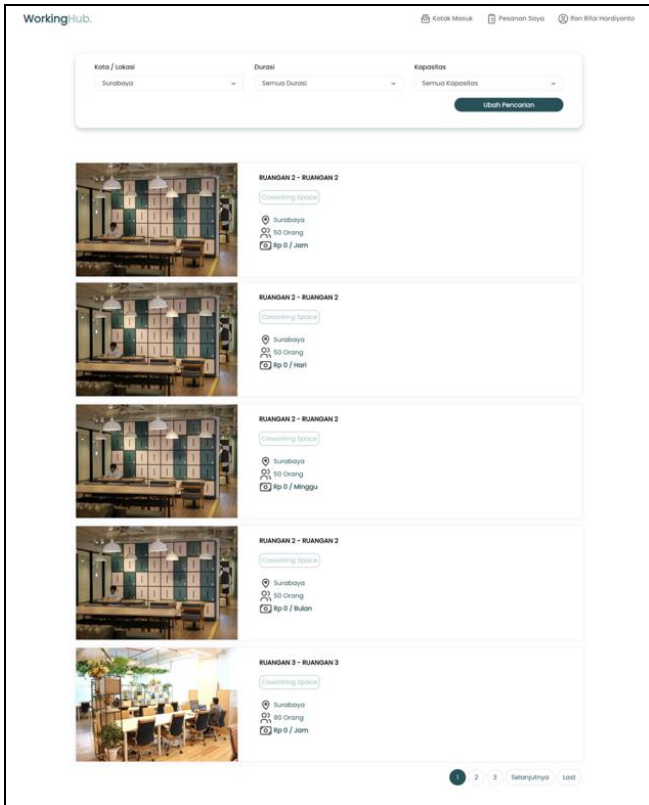 WorkingHub.
Kotak Masuk Pesanan Saya Ifan Rifai Hardiyanto
Kota / Lokasi Durasi Kapasitas
Surabaya Semua Durasi Semua Kapasitas
Ubah Pencarian
RUANGAN 2 - RUANGAN 2
Coworking Space
Surabaya
50 Orang
Rp 0 / Jam
RUANGAN 2 - RUANGAN 2
Coworking Space
Surabaya
50 Orang
Rp 0 / Hari
RUANGAN 2 - RUANGAN 2
Coworking Space
Surabaya
50 Orang
Rp 0 / Minggu
RUANGAN 2 - RUANGAN 2
Coworking Space
Surabaya
50 Orang
Rp 0 / Bulan
RUANGAN 3 - RUANGAN 3
Coworking Space
Surabaya
80 Orang
Rp 0 / Jam
1 2 3 Selanjutnya Last